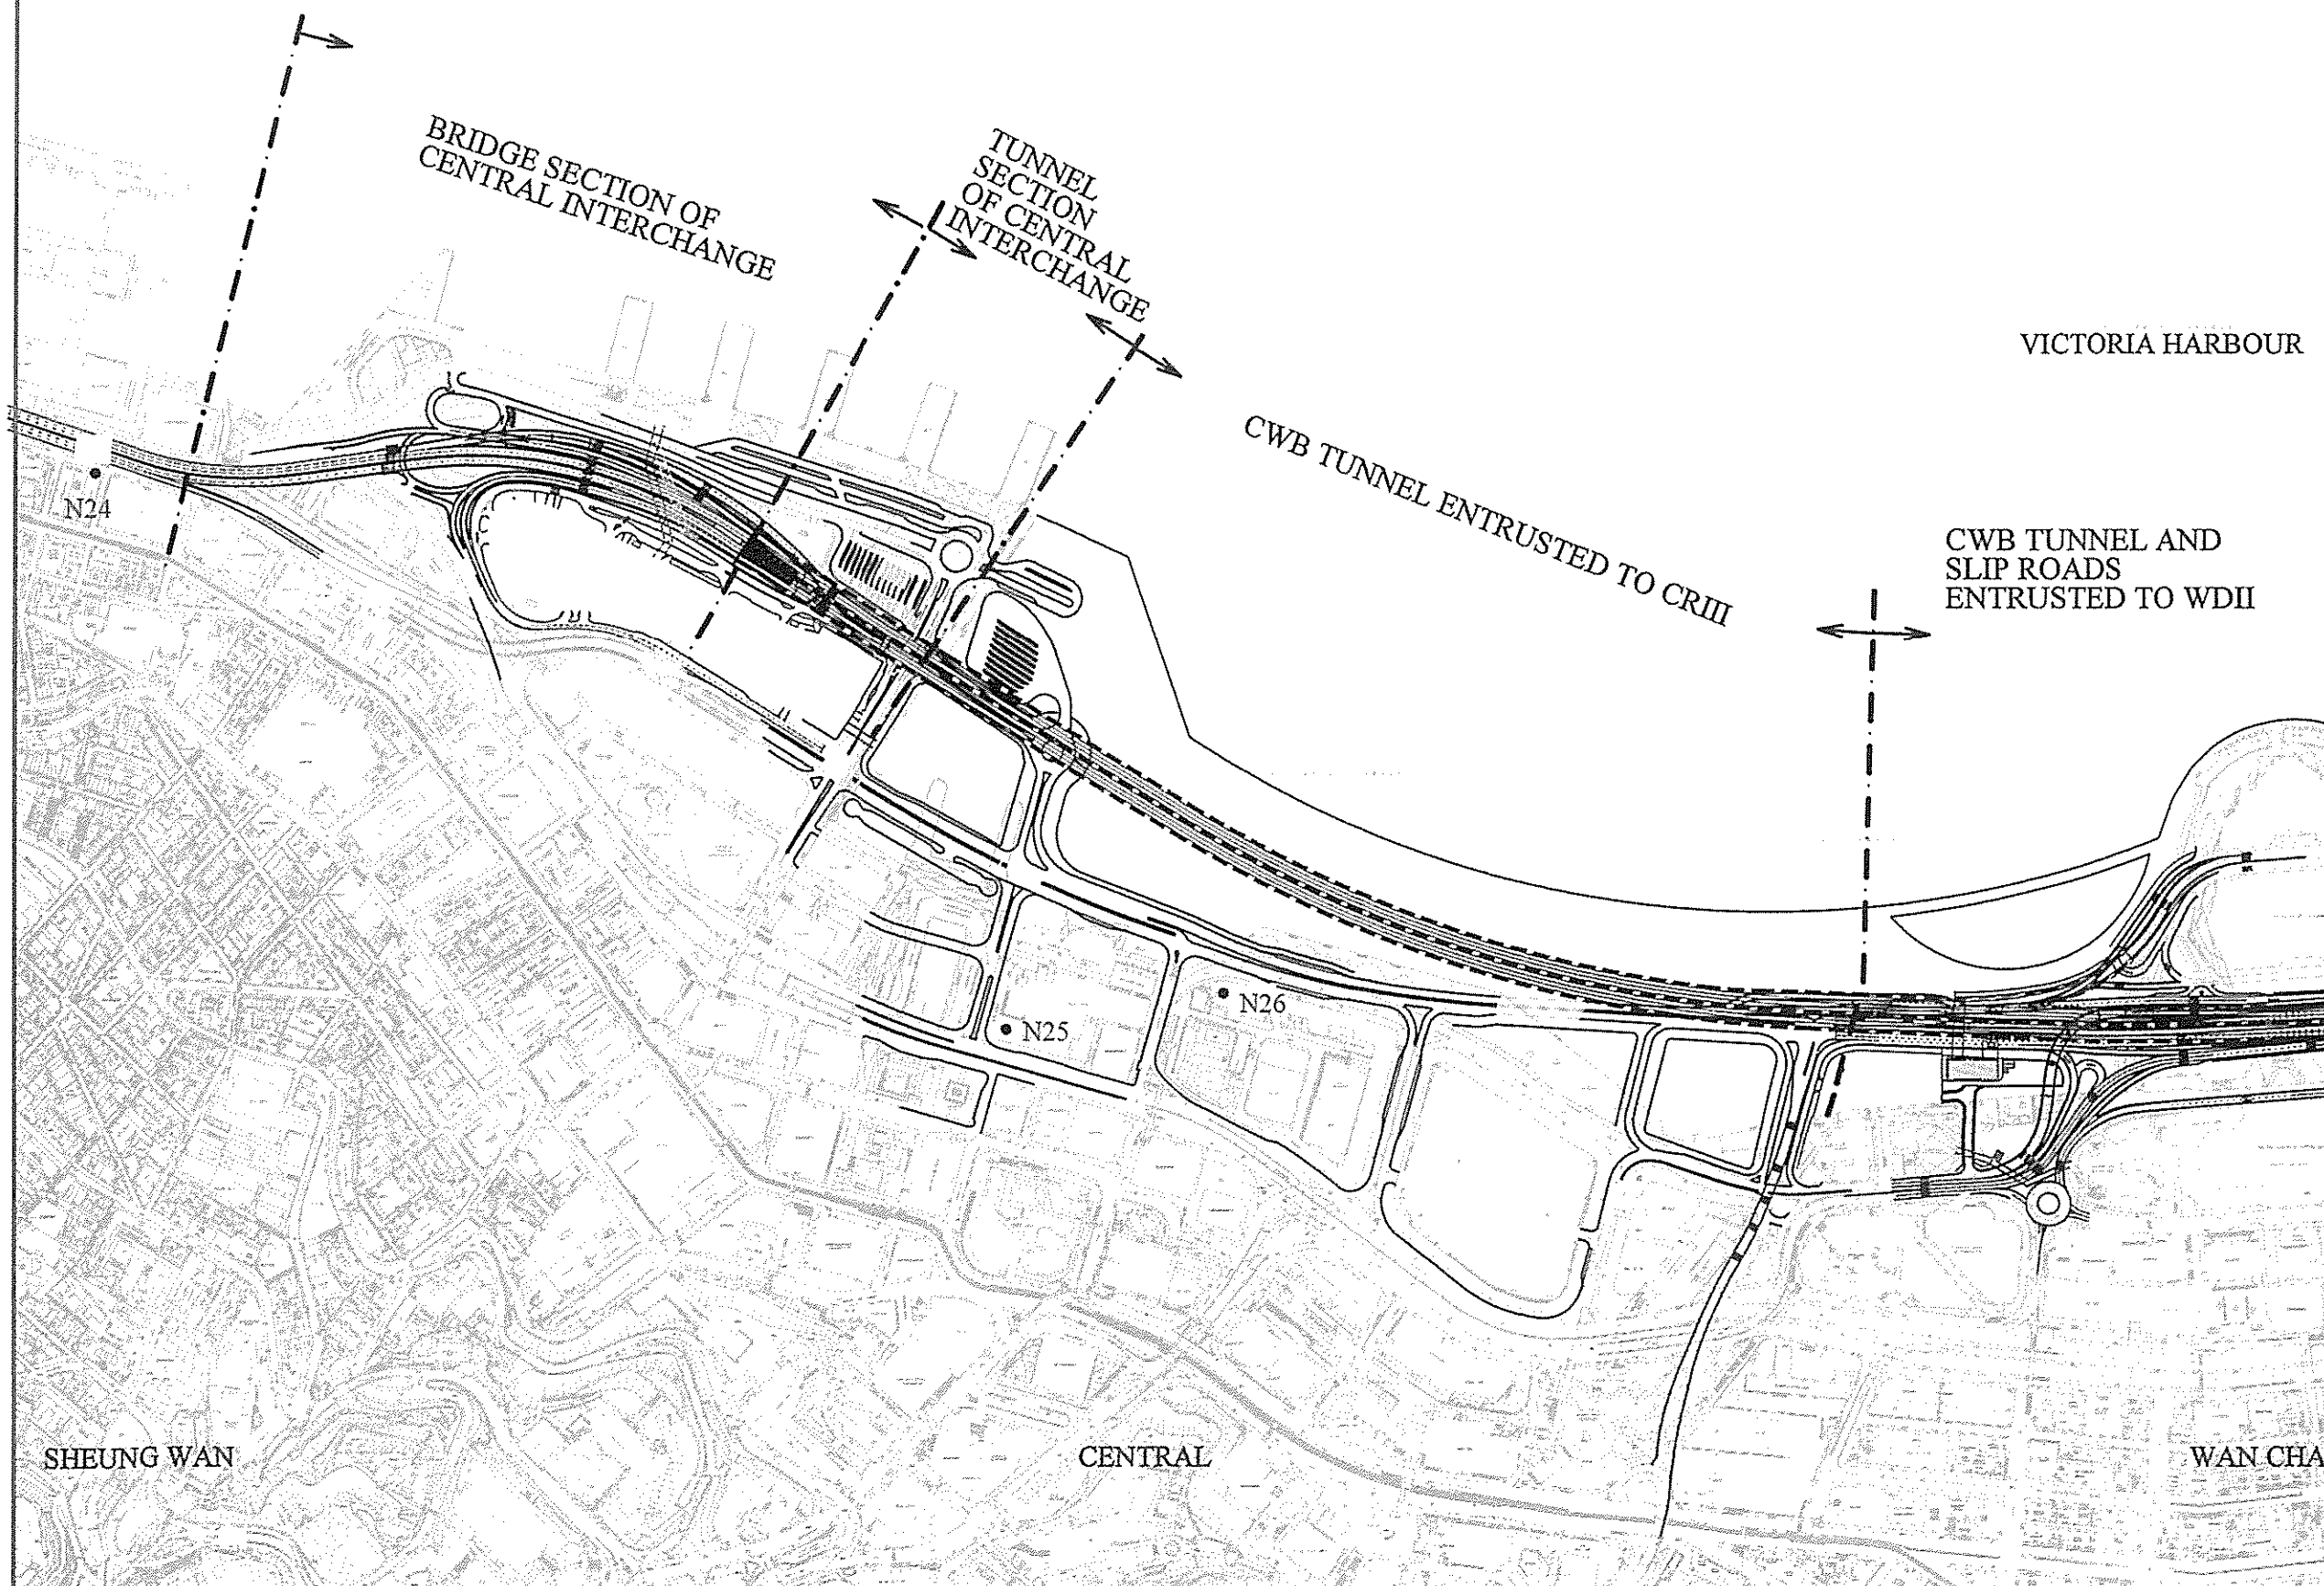 BRIDGE SECTION OF
CENTRAL INTERCHANGE
TUNNEL
SECTION
OF CENTRAL
INTERCHANGE
VICTORIA HARBOUR
CWB TUNNEL ENTRUSTED TO CRIII
CWB TUNNEL AND
SLIP ROADS
ENTRUSTED TO WDII
N24
N26
N25
SHEUNG WAN
CENTRAL
WAN CHA